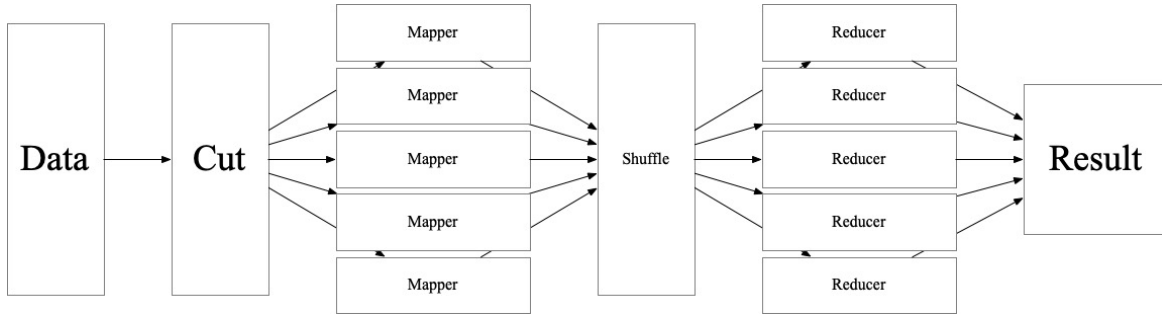 Data
Cut
Mapper
Mapper
Mapper
Mapper
Mapper
Shuffle
Reducer
Reducer
Reducer
Reducer
Reducer
Result